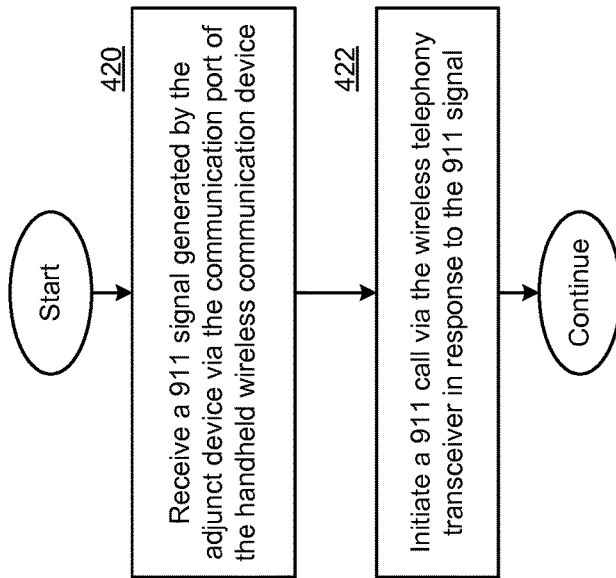 Start
420
Receive a 911 signal generated by the
adjunct device via the communication port of
the handheld wireless communication device
422
Initiate a 911 call via the wireless telephony
transceiver in response to the 911 signal
Continue